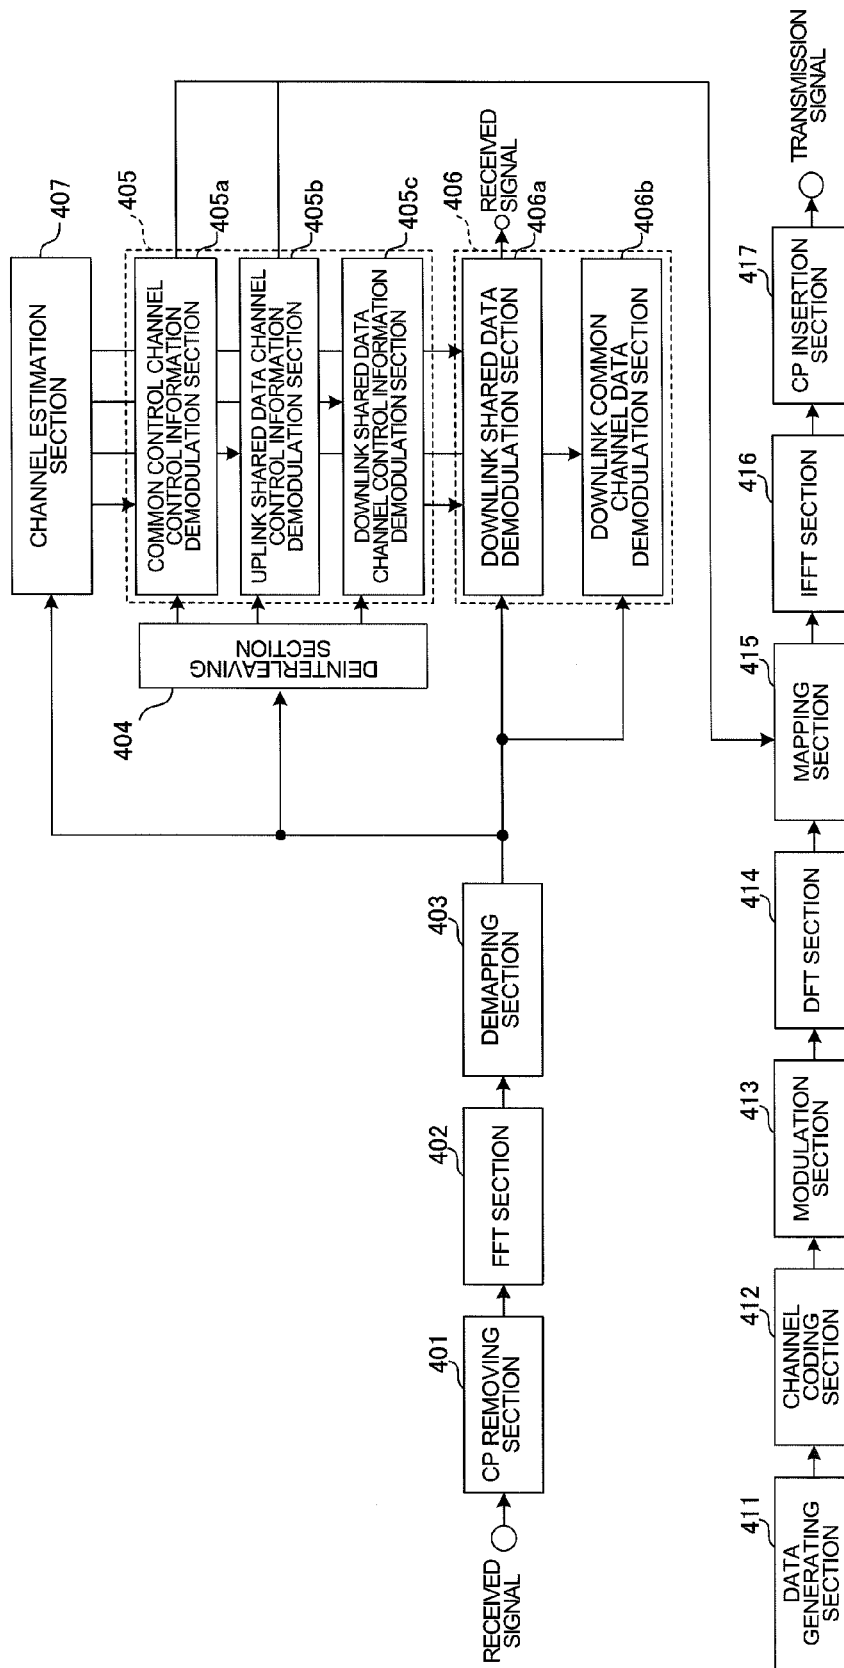 407
CHANNEL ESTIMATION
SECTION
405
405a
COMMON CONTROL CHANNEL
CONTROL INFORMATION
DEMODULATION SECTION
405b
UPLINK SHARED DATA CHANNEL
CONTROL INFORMATION
DEMODULATION SECTION
405c
DOWNLINK SHARED DATA
CHANNEL CONTROL INFORMATION
DEMODULATION SECTION
404
DEINTERLEAVING
SECTION
406
RECEIVED
SIGNAL
406a
DOWNLINK SHARED DATA
DEMODULATION SECTION
406b
DOWNLINK COMMON
CHANNEL DATA
DEMODULATION SECTION
RECEIVED
SIGNAL
401
CP REMOVING
SECTION
402
FFT SECTION
403
DEMAPPING
SECTION
411
DATA
GENERATING
SECTION
412
CHANNEL
CODING
SECTION
413
MODULATION
SECTION
414
DFT SECTION
415
MAPPING
SECTION
416
IFFT SECTION
417
CP INSERTION
SECTION
TRANSMISSION
SIGNAL